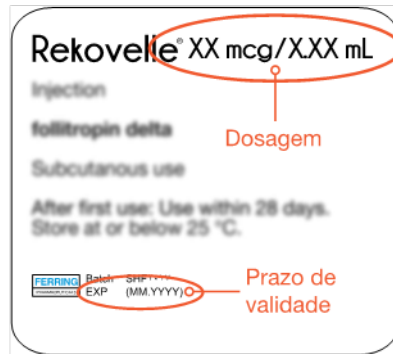 Rekovelle® XX mcg/X.XX mL
Injection
follitropin delta
Dosagem
Subcutanous use
After first use: Use within 28 days.
Store at or below 25 °C.
FERRING Batch
EXP (MM.YYYY)
Prazo de
validade